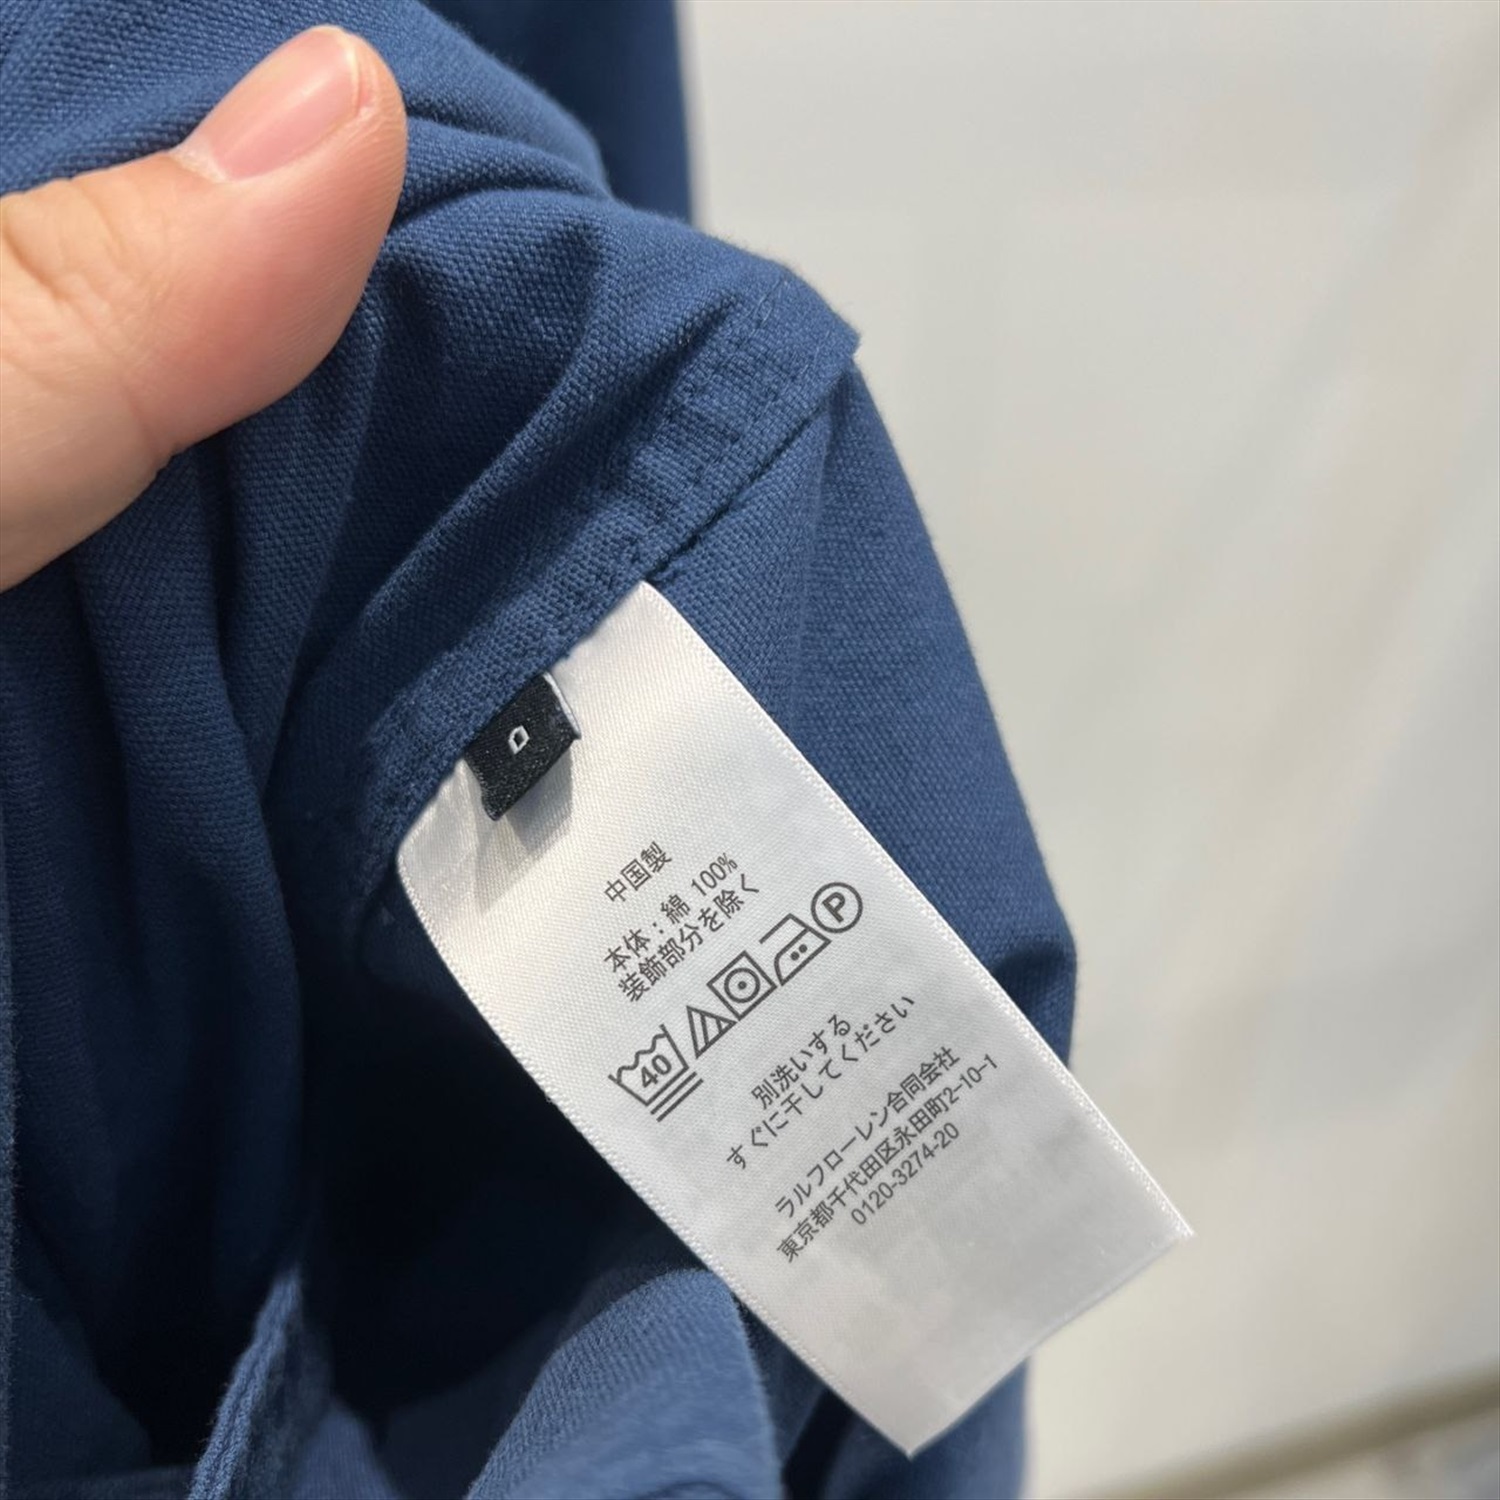 0
中国製
本体：綿 100%
装飾部分を除く
40
P
別洗いする
すぐに干してください
ラルフローレン合同会社
東京都千代田区永田町2-10-1
0120-3274-20